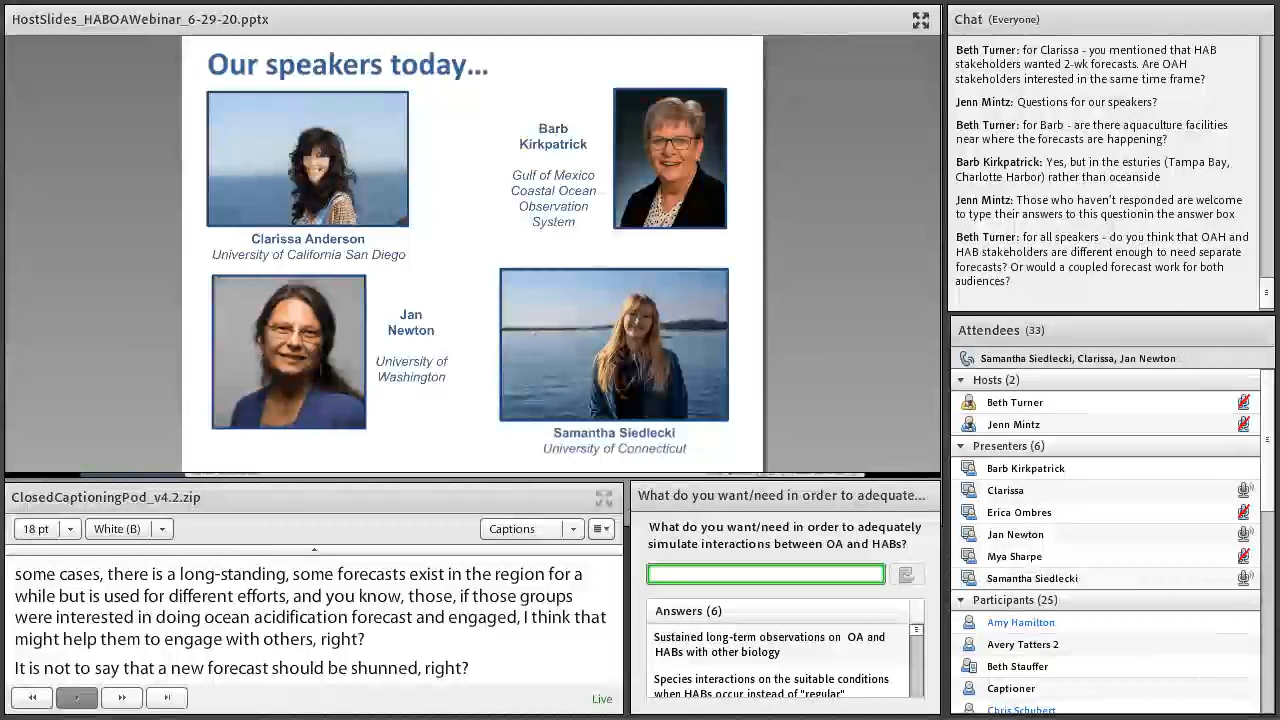 HostSlides_HABOAWebinar_6-29-20.pptx
Our speakers today...
Clarissa Anderson
University of California San Diego
Barb
Kirkpatrick
Gulf of Mexico
Coastal Ocean
Observation
System
Jan
Newton
University of
Washington
Samantha Siedlecki
University of Connecticut
ClosedCaptioningPod_v4.2.zip
18 pt
White (B)
Captions
some cases, there is a long-standing, some forecasts exist in the region for a
while but is used for different efforts, and you know, those, if those groups
were interested in doing ocean acidification forecast and engaged, I think that
might help them to engage with others, right?
It is not to say that a new forecast should be shunned, right?
Live
What do you want/need in order to adequate...
What do you want/need in order to adequately
simulate interactions between OA and HABs?
Answers (6)
Sustained long-term observations on OA and
HABs with other biology
Species interactions on the suitable conditions
when HABs occur instead of "regular"
Chat (Everyone)
Beth Turner: for Clarissa - you mentioned that HAB
stakeholders wanted 2-wk forecasts. Are OAH
stakeholders interested in the same time frame?
Jenn Mintz: Questions for our speakers?
Beth Turner: for Barb - are there aquaculture facilities
near where the forecasts are happening?
Barb Kirkpatrick: Yes, but in the esturies (Tampa Bay,
Charlotte Harbor) rather than oceanside
Jenn Mintz: Those who haven't responded are welcome
to type their answers to this questionin the answer box
Beth Turner: for all speakers - do you think that OAH and
HAB stakeholders are different enough to need separate
forecasts? Or would a coupled forecast work for both
audiences?
Attendees (33)
Samantha Siedlecki, Clarissa, Jan Newton
Hosts (2)
Beth Turner
Jenn Mintz
Presenters (6)
Barb Kirkpatrick
Clarissa
Erica Ombres
Jan Newton
Mya Sharpe
Samantha Siedlecki
Participants (25)
Amy Hamilton
Avery Tatters 2
Beth Stauffer
Captioner
Chris Schubert